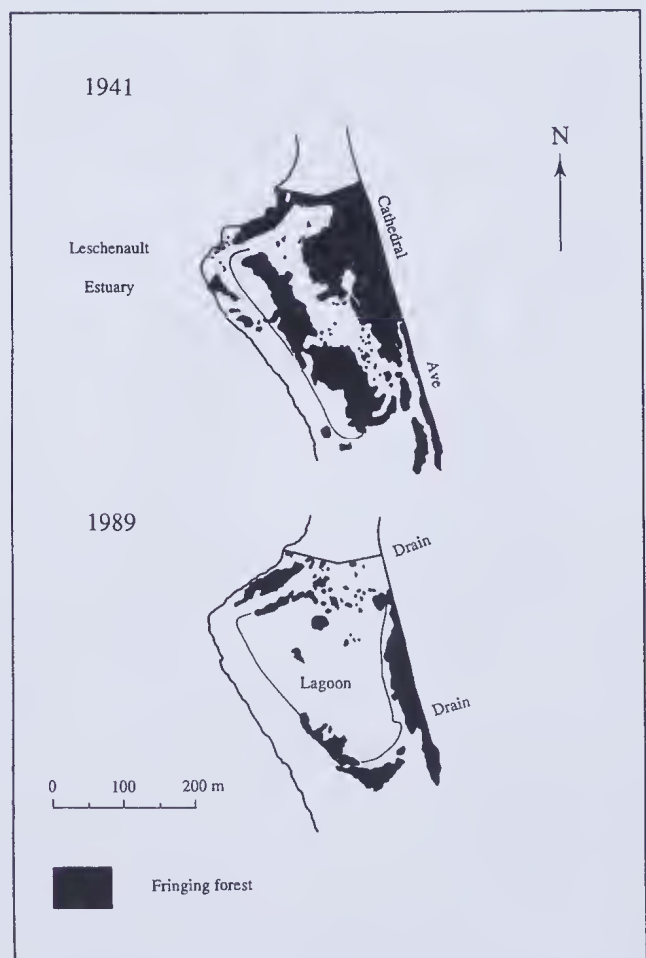 1941
N
Cathedral
Ave
Leschenault
Estuary
1989
Drain
Lagoon
Drain
0 100 200 m
Fringing forest